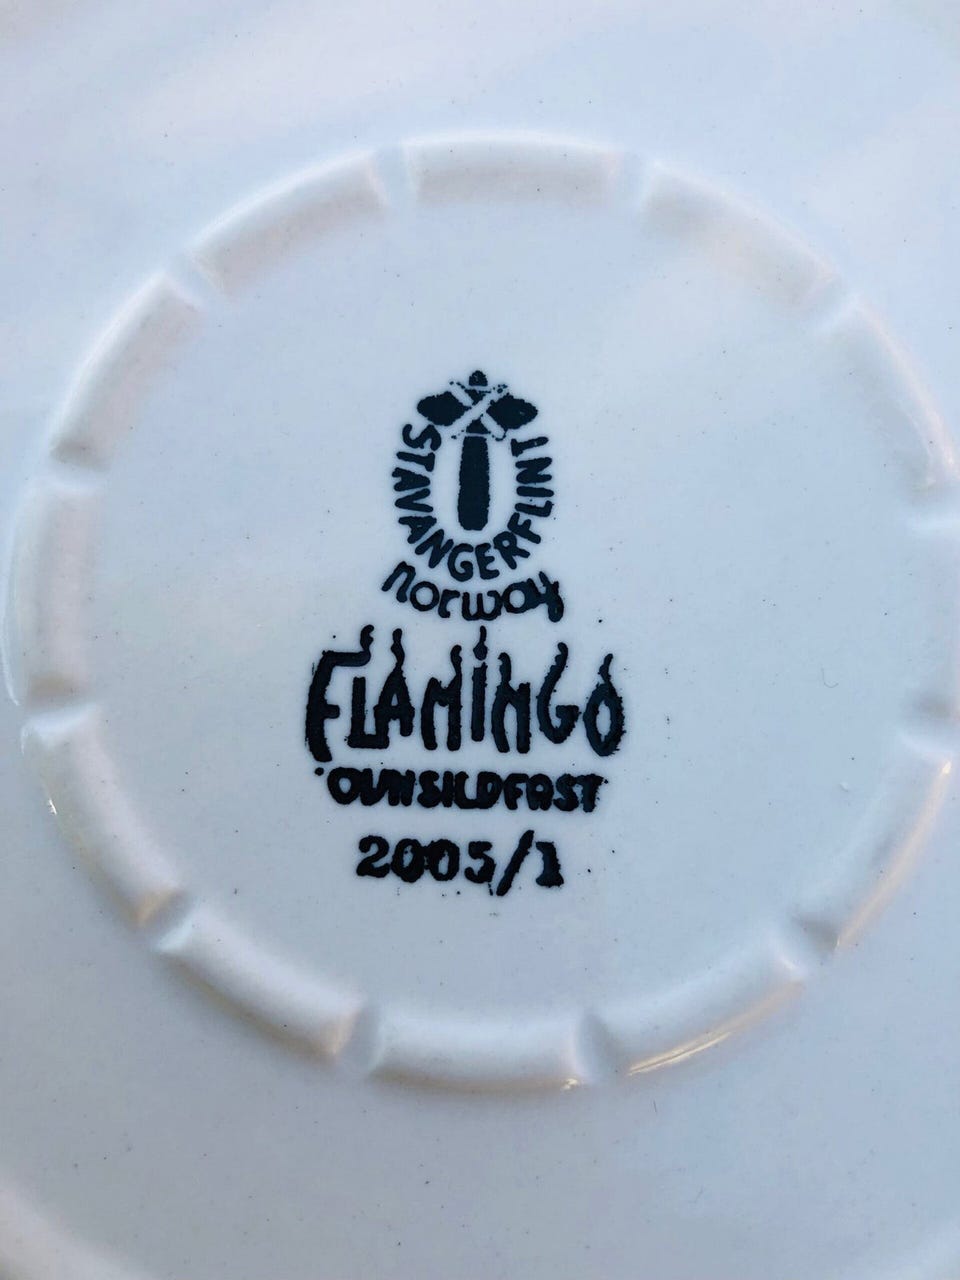 STAVANGERFLINT
norway
FLAMINGO
OVNSILDFAST
2005/1